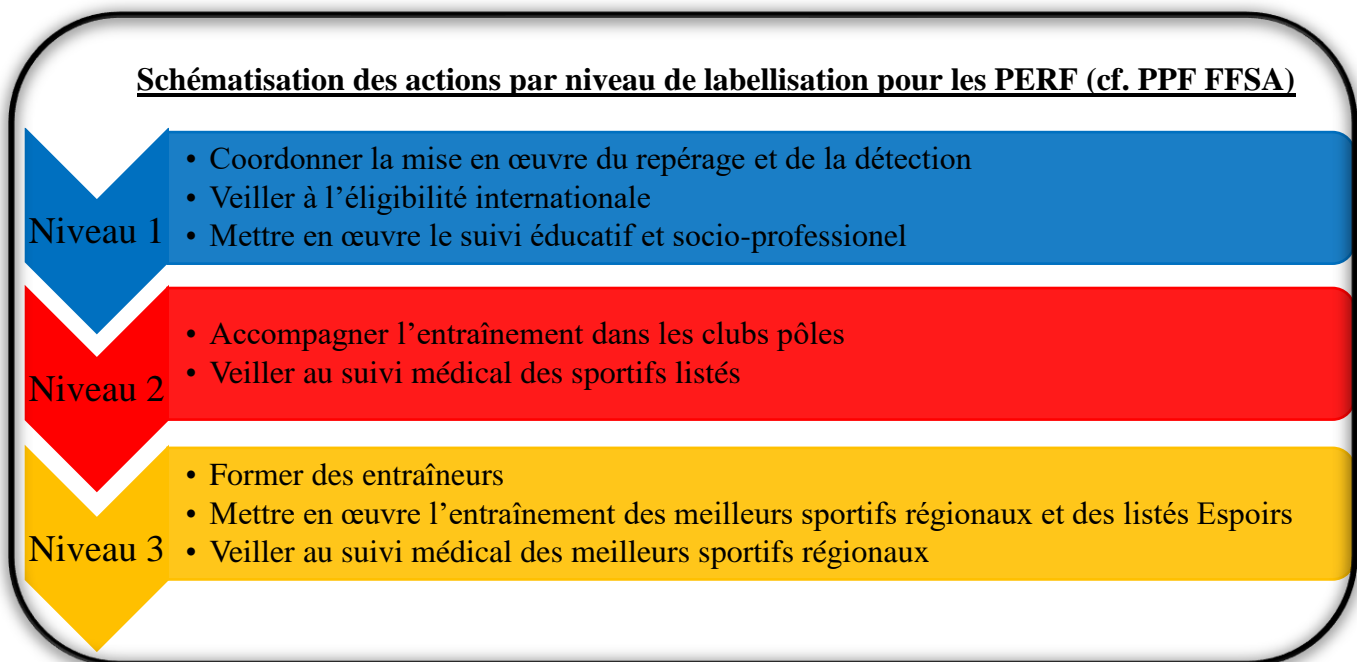 Schématisation des actions par niveau de labellisation pour les PERF (cf. PPF FFSA)
Niveau 1
• Coordonner la mise en œuvre du repérage et de la détection
• Veiller à l’éligibilité internationale
• Mettre en œuvre le suivi éducatif et socio-professionel
Niveau 2
• Accompagner l’entraînement dans les clubs pôles
• Veiller au suivi médical des sportifs listés
Niveau 3
• Former des entraîneurs
• Mettre en œuvre l’entraînement des meilleurs sportifs régionaux et des listés Espoirs
• Veiller au suivi médical des meilleurs sportifs régionaux